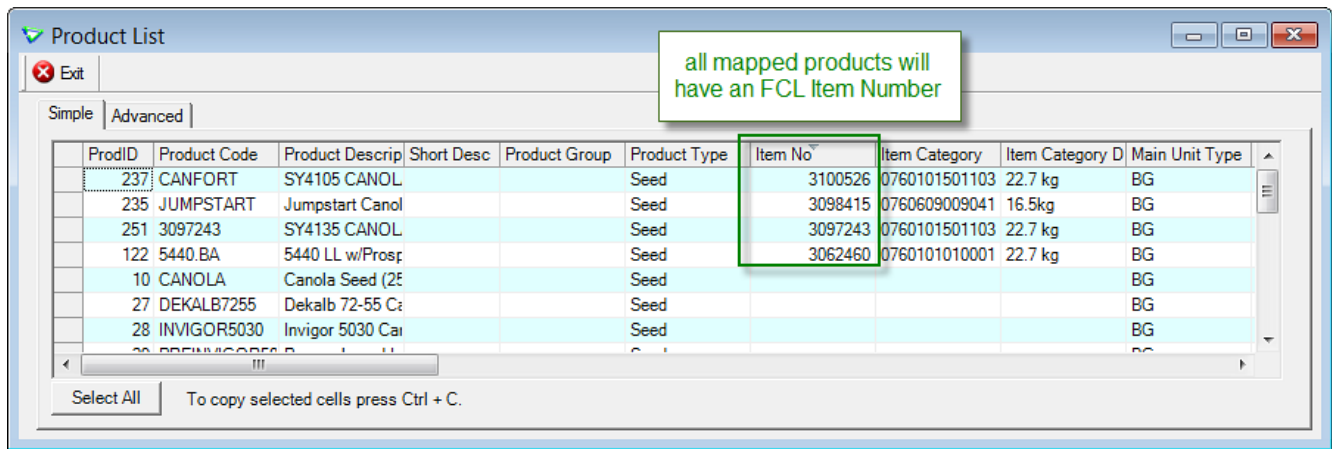 Product List
all mapped products will
have an FCL Item Number
Exit
Simple Advanced
ProdID Product Code Product Descrip Short Desc Product Group Product Type Item No Item Category Item Category D Main Unit Type
237 CANFORT SY4105 CANOL Seed 3100526 0760101501103 22.7 kg BG
235 JUMPSTART Jumpstart Canol Seed 3098415 0760609009041 16.5kg BG
251 3097243 SY4135 CANOL Seed 3097243 0760101501103 22.7 kg BG
122 5440.BA 5440 LL w/Prosp Seed 3062460 0760101010001 22.7 kg BG
10 CANOLA Canola Seed (25 Seed BG
27 DEKALB7255 Dekalb 72-55 Ca Seed BG
28 INVIGOR5030 Invigor 5030 Car Seed BG
Select All To copy selected cells press Ctrl + C.